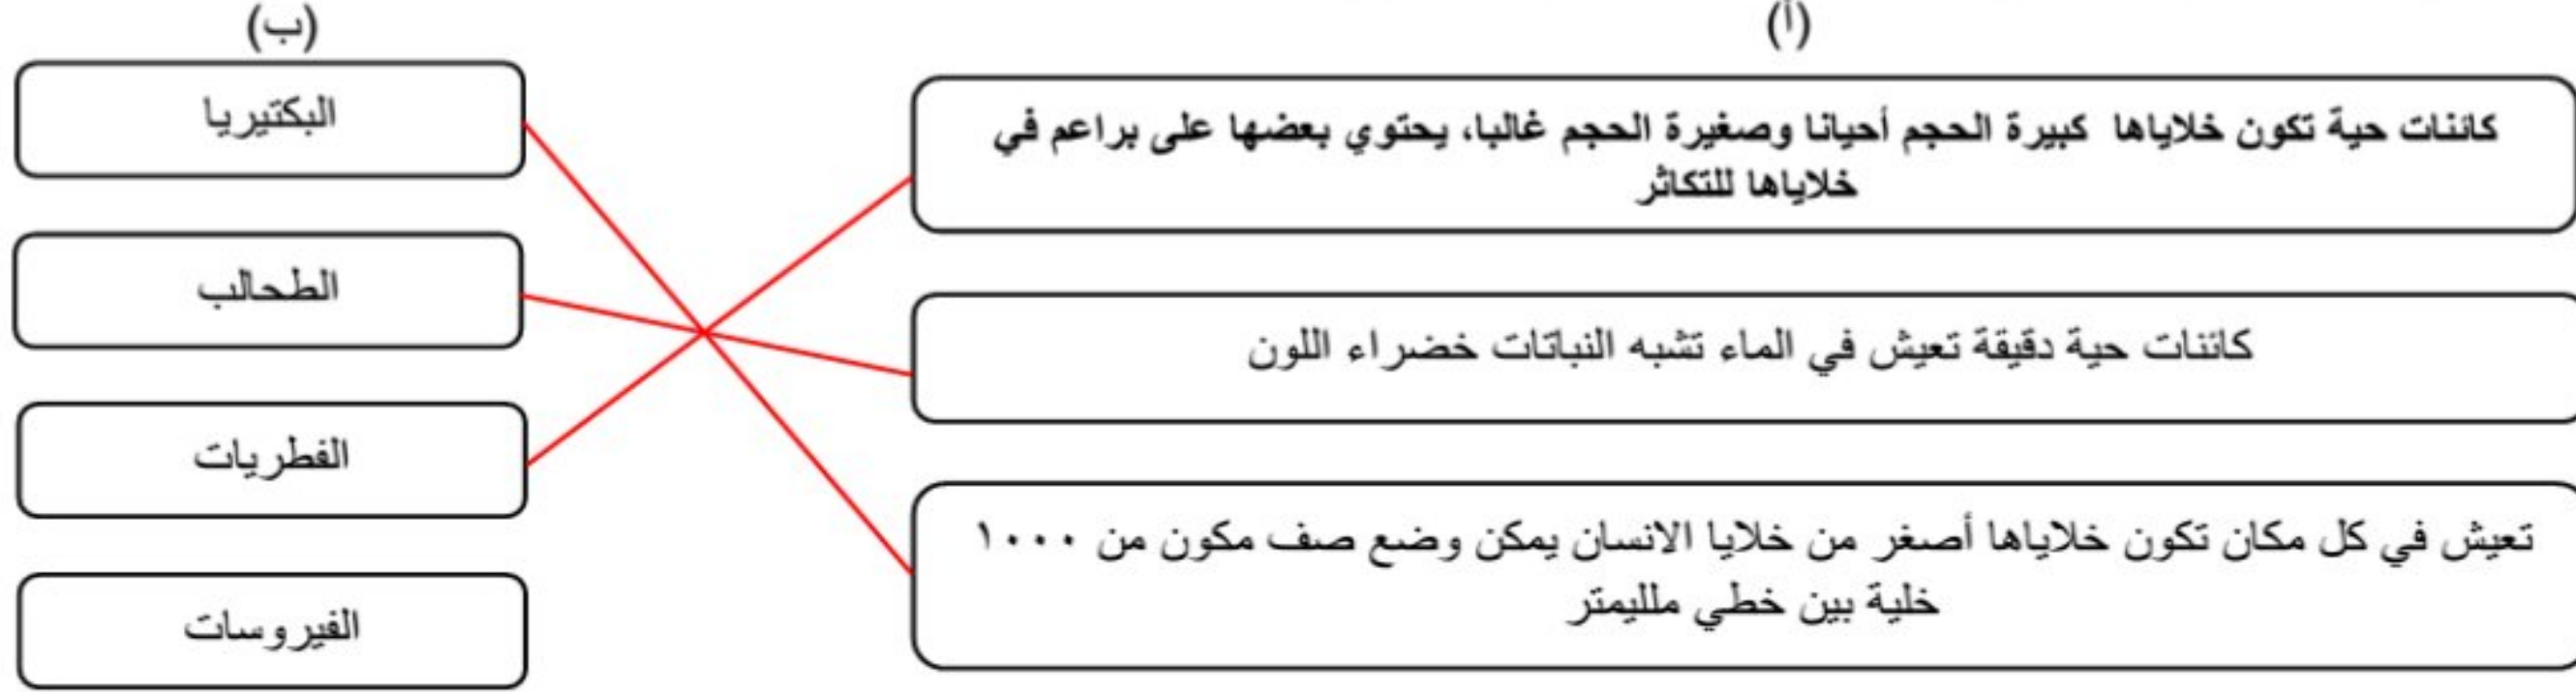 (أ)
كائنات حية تكون خلاياها كبيرة الحجم أحيانا وصغيرة الحجم غالبا، يحتوي بعضها على براعم في
خلاياها للتكاثر
كائنات حية دقيقة تعيش في الماء تشبه النباتات خضراء اللون
تعيش في كل مكان تكون خلاياها أصغر من خلايا الانسان يمكن وضع صف مكون من ١٠٠٠
خلية بين خطي ملليمتر
(ب)
البكتيريا
الطحالب
الفطريات
الفيروسات